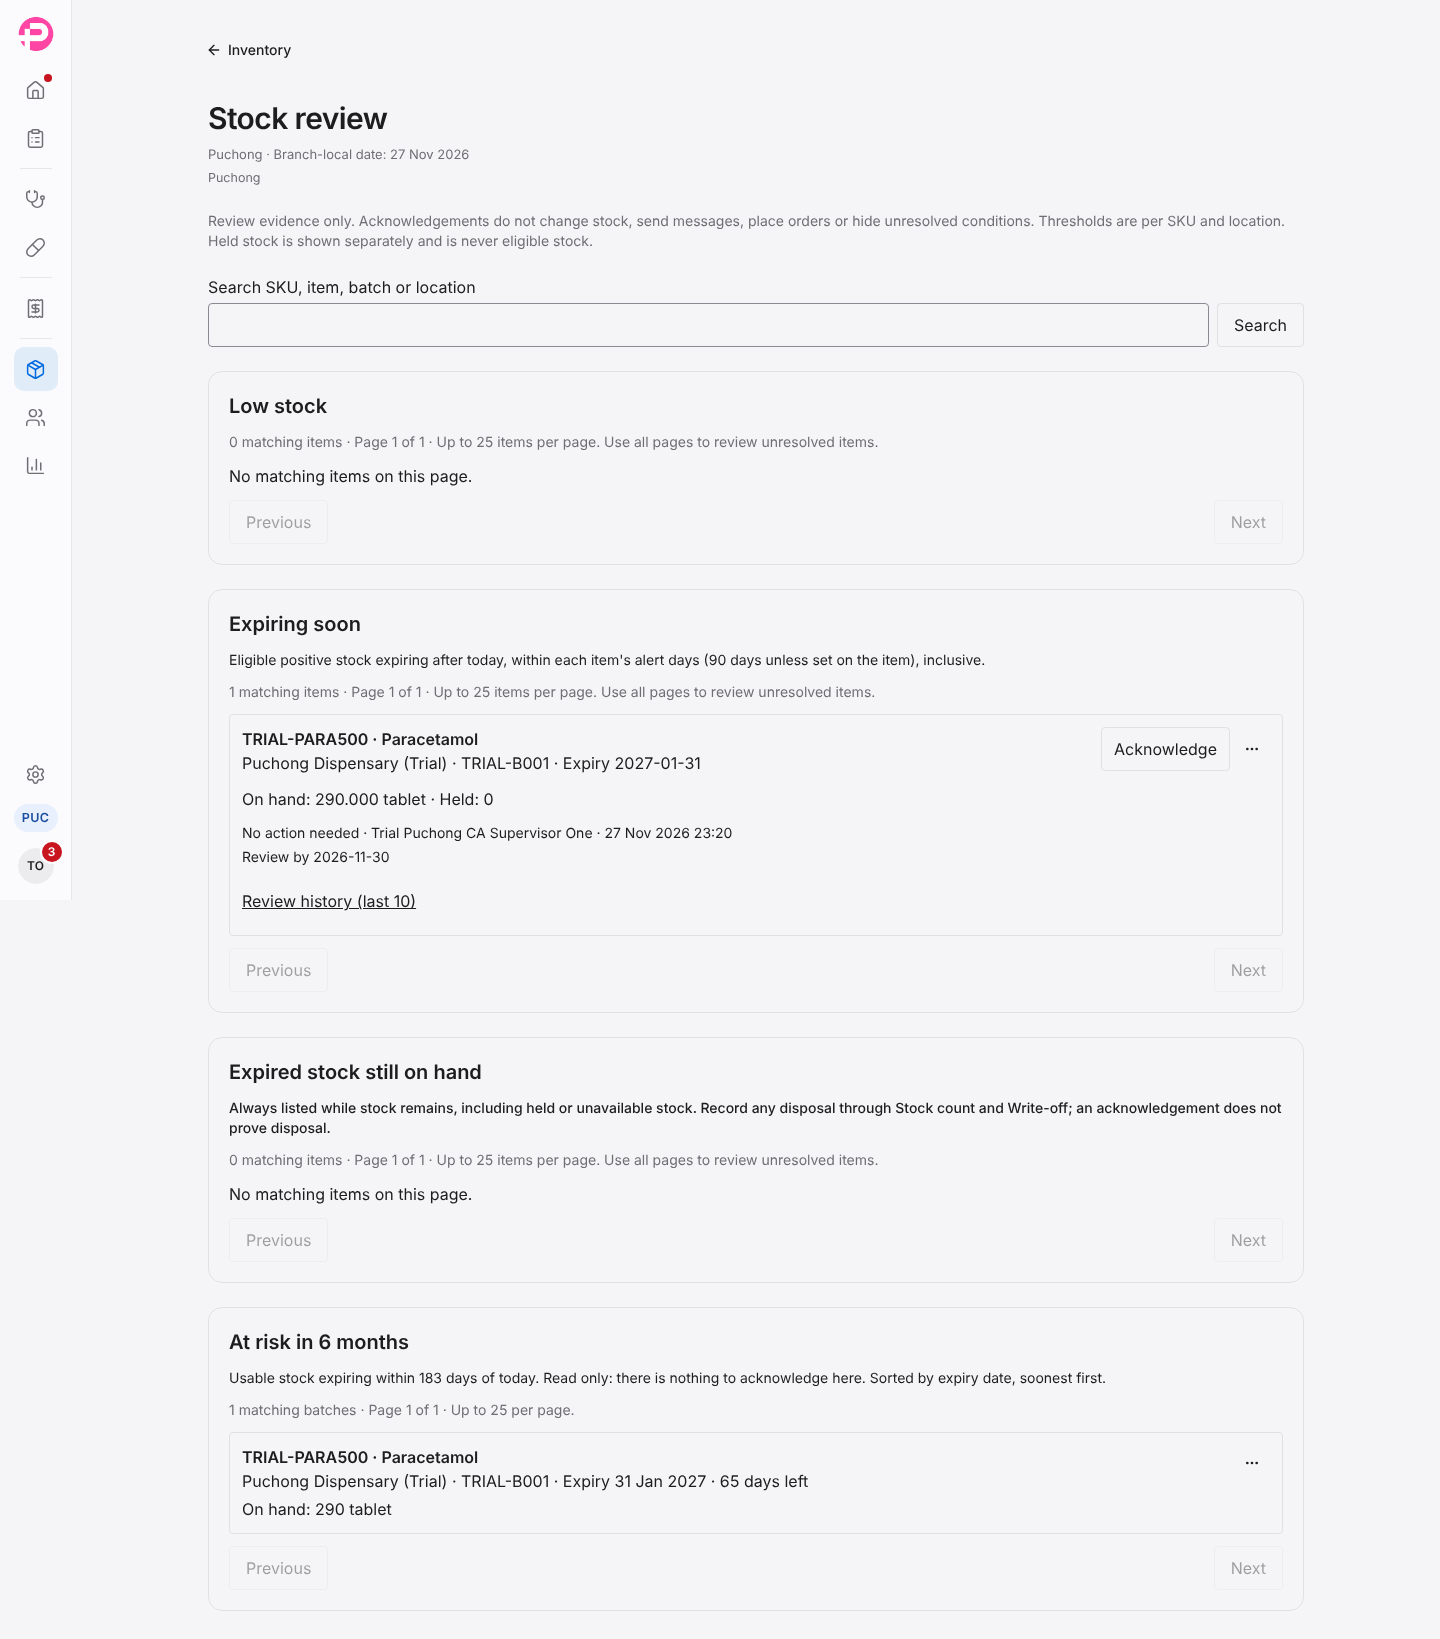 Inventory
Stock review
Puchong · Branch-local date: 27 Nov 2026
Puchong
Review evidence only. Acknowledgements do not change stock, send messages, place orders or hide unresolved conditions. Thresholds are per SKU and location.
Held stock is shown separately and is never eligible stock.
Search SKU, item, batch or location
Search
Low stock
0 matching items · Page 1 of 1 · Up to 25 items per page. Use all pages to review unresolved items.
No matching items on this page.
Previous
Next
Expiring soon
Eligible positive stock expiring after today, within each item's alert days (90 days unless set on the item), inclusive.
1 matching items · Page 1 of 1 · Up to 25 items per page. Use all pages to review unresolved items.
TRIAL-PARA500 · Paracetamol
Acknowledge
Puchong Dispensary (Trial) · TRIAL-B001 · Expiry 2027-01-31
On hand: 290.000 tablet · Held: 0
No action needed · Trial Puchong CA Supervisor One · 27 Nov 2026 23:20
Review by 2026-11-30
Review history (last 10)
Previous
Next
PUC
3
TO
Expired stock still on hand
Always listed while stock remains, including held or unavailable stock. Record any disposal through Stock count and Write-off; an acknowledgement does not
prove disposal.
0 matching items · Page 1 of 1 · Up to 25 items per page. Use all pages to review unresolved items.
No matching items on this page.
Previous
Next
At risk in 6 months
Usable stock expiring within 183 days of today. Read only: there is nothing to acknowledge here. Sorted by expiry date, soonest first.
1 matching batches · Page 1 of 1 · Up to 25 per page.
TRIAL-PARA500 · Paracetamol
Puchong Dispensary (Trial) · TRIAL-B001 · Expiry 31 Jan 2027 · 65 days left
On hand: 290 tablet
Previous
Next